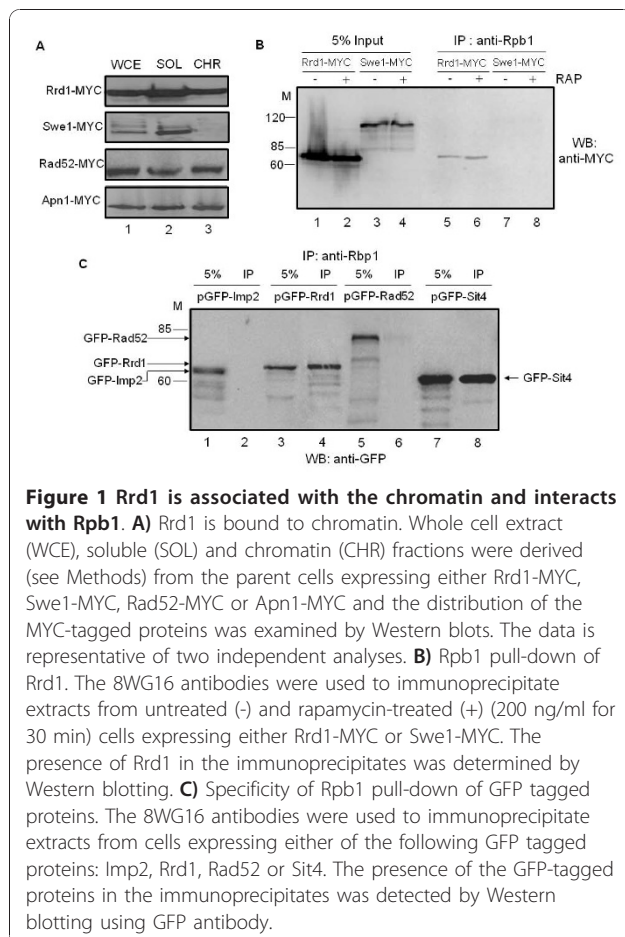 A
WCE SOL CHR
Rrd1-MYC
Swe1-MYC
Rad52-MYC
Apn1-MYC
1 2 3
B
5% Input IP : anti-Rpb1
Rrd1-MYC Swe1-MYC Rrd1-MYC Swe1-MYC
- + - + - + - + RAP
M
120
85
60
WB:
anti-MYC
1 2 3 4 5 6 7 8
C
IP: anti-Rbp1
5% IP 5% IP 5% IP 5% IP
pGFP-Imp2 pGFP-Rrd1 pGFP-Rad52 pGFP-Sit4
M
85
GFP-Rad52
GFP-Rrd1
GFP-Imp2
60
GFP-Sit4
1 2 3 4 5 6 7 8
WB: anti-GFP
Figure 1 Rrd1 is associated with the chromatin and interacts
with Rpb1. A) Rrd1 is bound to chromatin. Whole cell extract
(WCE), soluble (SOL) and chromatin (CHR) fractions were derived
(see Methods) from the parent cells expressing either Rrd1-MYC,
Swe1-MYC, Rad52-MYC or Apn1-MYC and the distribution of the
MYC-tagged proteins was examined by Western blots. The data is
representative of two independent analyses. B) Rpb1 pull-down of
Rrd1. The 8WG16 antibodies were used to immunoprecipitate
extracts from untreated (-) and rapamycin-treated (+) (200 ng/ml for
30 min) cells expressing either Rrd1-MYC or Swe1-MYC. The
presence of Rrd1 in the immunoprecipitates was determined by
Western blotting. C) Specificity of Rpb1 pull-down of GFP tagged
proteins. The 8WG16 antibodies were used to immunoprecipitate
extracts from cells expressing either of the following GFP tagged
proteins: Imp2, Rrd1, Rad52 or Sit4. The presence of the GFP-tagged
proteins in the immunoprecipitates was detected by Western
blotting using GFP antibody.